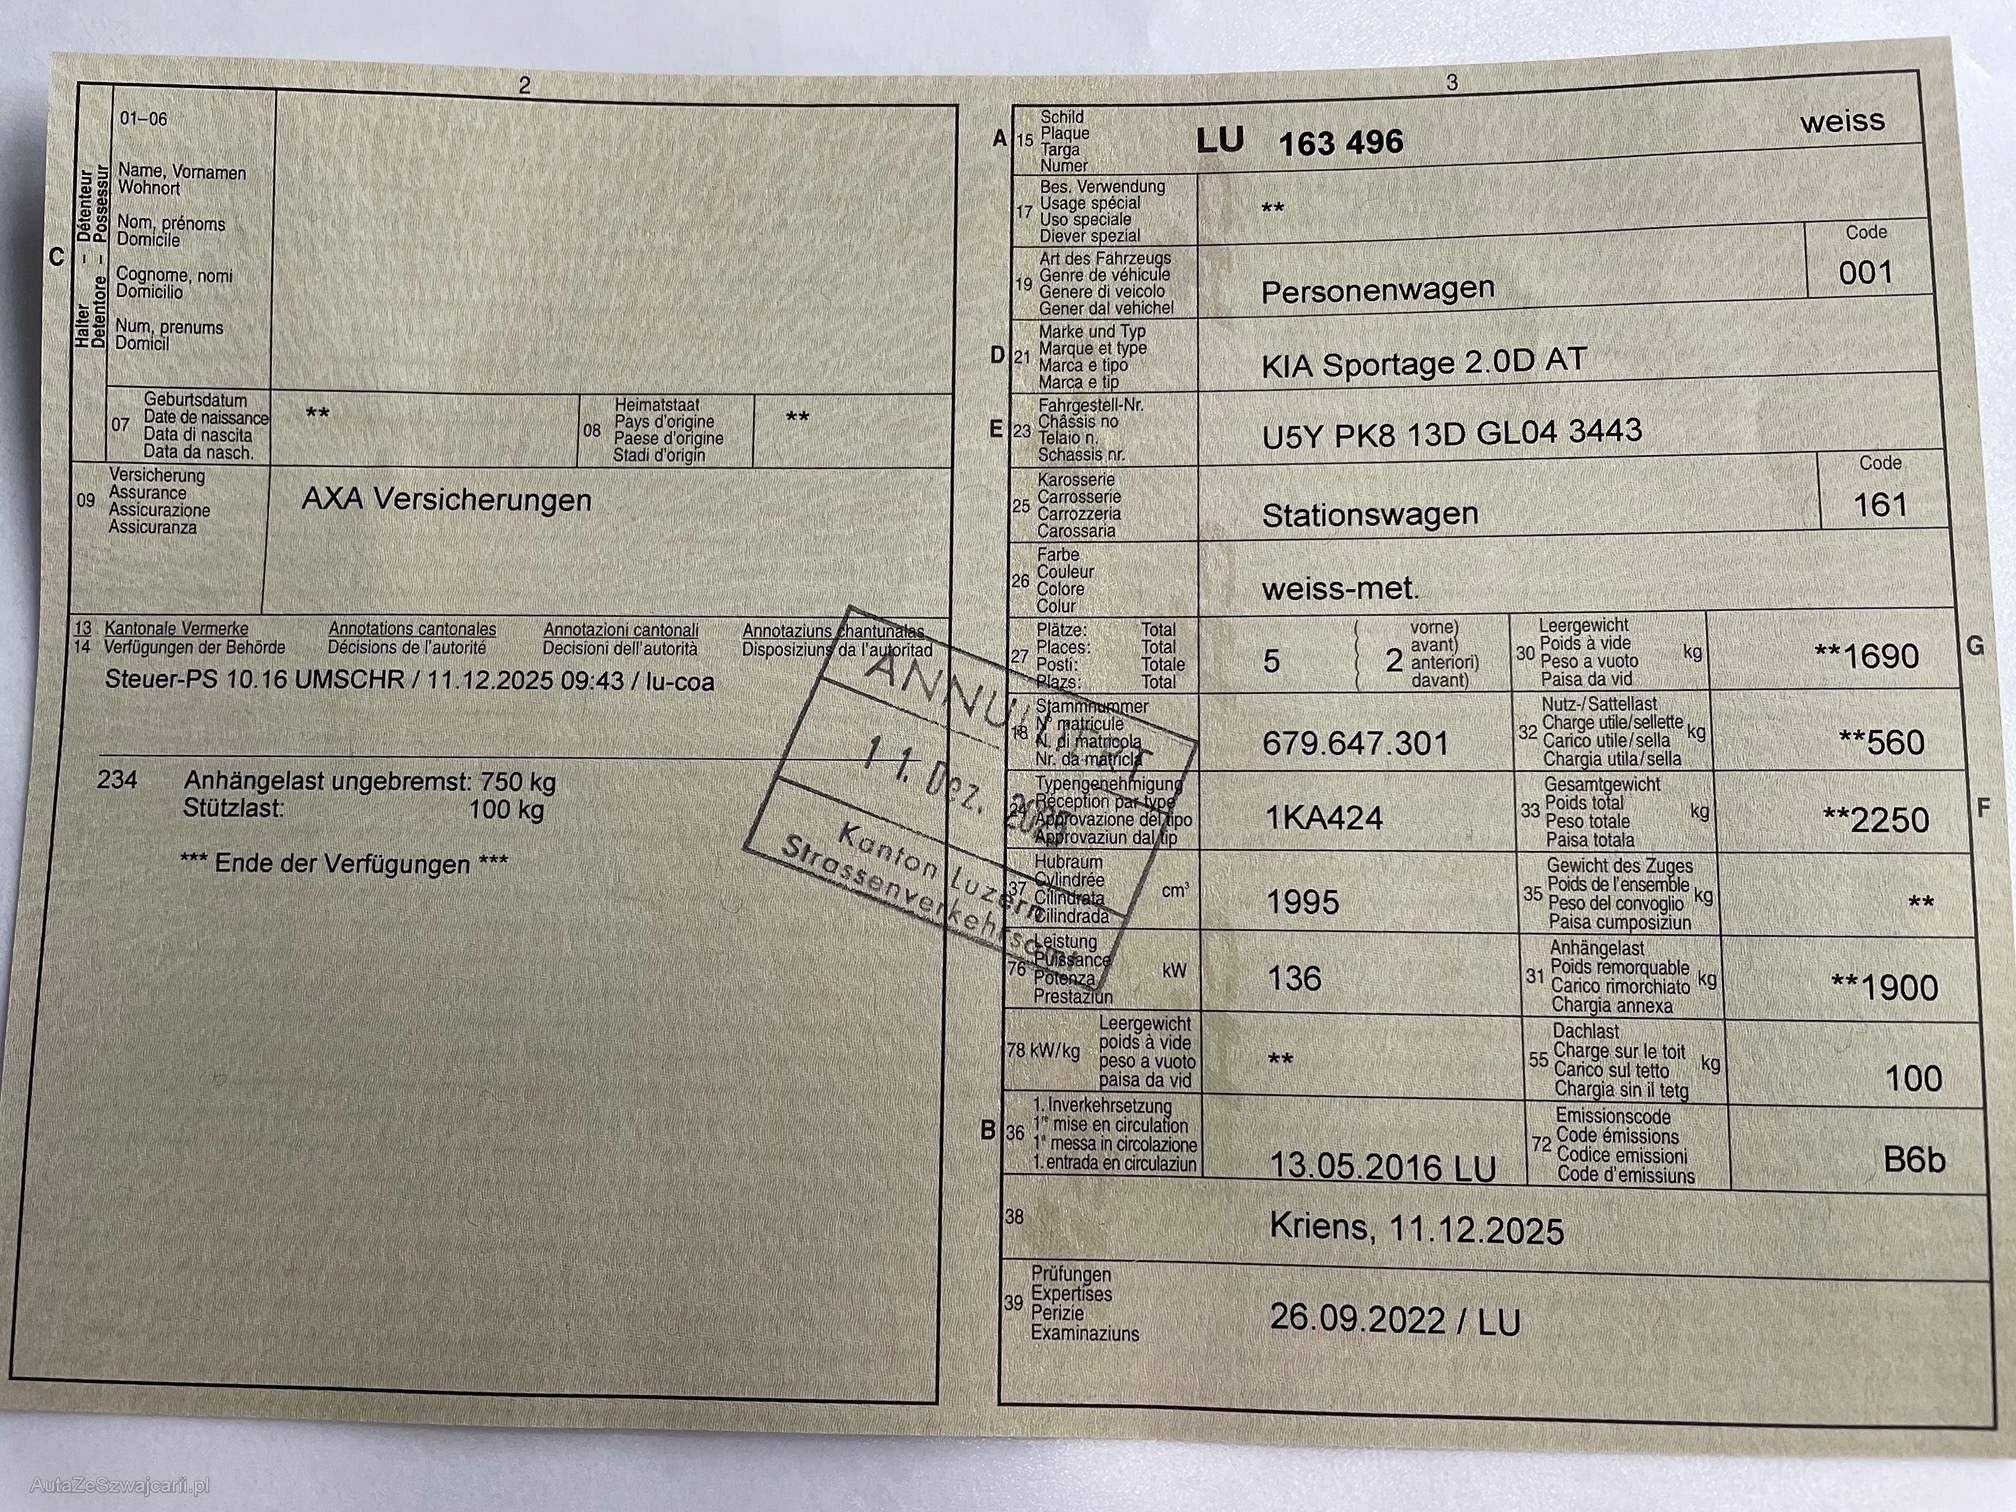 2
01–06
Name, Vornamen
Wohnort
Nom, prénoms
Domicile
Cognome, nomi
Domicilio
Num, prenums
Domicil
C
Halter – Détenteur
Detentore – Possessur
07
Geburtsdatum
Date de naissance
Data di nascita
Data da nasch.
**
08
Heimatstaat
Pays d'origine
Paese d'origine
Stadi d'origin
**
09
Versicherung
Assurance
Assicurazione
Assicuranza
AXA Versicherungen
13 Kantonale Vermerke Annotations cantonales Annotazioni cantonali Annotaziuns chantunalas
14 Verfügungen der Behörde Décisions de l'autorité Decisioni dell'autorità Disposiziuns da l'autoritad
Steuer-PS 10.16 UMSCHR / 11.12.2025 09:43 / lu-coa
234 Anhängelast ungebremst: 750 kg
Stützlast: 100 kg
*** Ende der Verfügungen ***
ANNULLIERT
11. Dez.
Kanton Luzern
Strassenverkehrsamt
3
A 15
Schild
Plaque
Targa
Numer
LU 163 496
weiss
17
Bes. Verwendung
Usage spécial
Uso speciale
Diever spezial
**
19
Art des Fahrzeugs
Genre de véhicule
Genere di veicolo
Gener dal vehichel
Personenwagen
Code
001
D 21
Marke und Typ
Marque et type
Marca e tipo
Marca e tip
KIA Sportage 2.0D AT
E 23
Fahrgestell-Nr.
Châssis no
Telaio n.
Schassis nr.
U5Y PK8 13D GL04 3443
25
Karosserie
Carrosserie
Carrozzeria
Carossaria
Stationswagen
Code
161
26
Farbe
Couleur
Colore
Colur
weiss-met.
27
Plätze: Total
Places: Total
Posti: Totale
Plazs: Total
5
2
vorne)
avant)
anteriori)
davant)
30
Leergewicht
Poids à vide
Peso a vuoto
Paisa da vid
kg
**1690
G
18
Stammnummer
N° matricule
N. di matricola
Nr. da matricla
679.647.301
32
Nutz-/Sattellast
Charge utile/sellette
Carico utile/sella
Chargia utila/sella
kg
**560
24
Typengenehmigung
Réception par type
Approvazione del tipo
Approvaziun dal tip
1KA424
33
Gesamtgewicht
Poids total
Peso totale
Paisa totala
kg
**2250
F
37
Hubraum
Cylindrée
Cilindrata
Cilindrada
cm³
1995
35
Gewicht des Zuges
Poids de l'ensemble
Peso del convoglio
Paisa cumposiziun
kg
**
76
Leistung
Puissance
Potenza
Prestaziun
kW
136
31
Anhängelast
Poids remorquable
Carico rimorchiato
Chargia annexa
kg
**1900
78 kW/kg
Leergewicht
poids à vide
peso a vuoto
paisa da vid
**
55
Dachlast
Charge sur le toit
Carico sul tetto
Chargia sin il tetg
kg
100
B 36
1. Inverkehrsetzung
1re mise en circulation
1a messa in circolazione
1. entrada en circulaziun
13.05.2016 LU
72
Emissionscode
Code émissions
Codice emissioni
Code d'emissiuns
B6b
38
Kriens, 11.12.2025
39
Prüfungen
Expertises
Perizie
Examinaziuns
26.09.2022 / LU
AutaZeSzwajcarii.pl